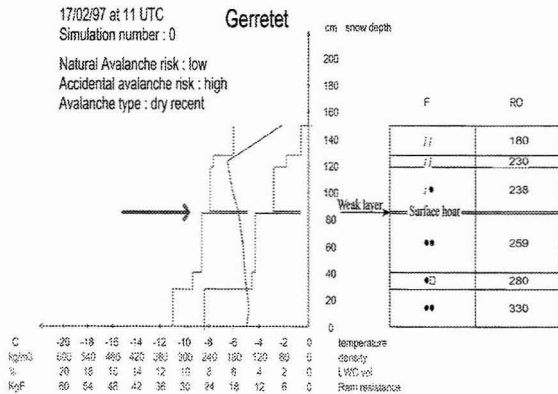 17/02/97 at 11 UTC
Gerretet
Simulation number : 0
Natural Avalanche risk : low
Accidental avalanche risk : high
Avalanche type : dry recent
cm snow depth
200
180
160
140
120
100
80
60
40
20
0
F RO
180
230
238
Weak layer Surface hoar
259
280
330
C -20 -18 -16 -14 -12 -10 -8 -6 -4 -2 0 temperature
kg/m3 600 540 480 420 360 300 240 180 120 60 0 density
% 20 18 16 14 12 10 8 6 4 2 0 LWC vol
KgF 60 54 48 42 36 30 24 18 12 6 0 Ram resistance